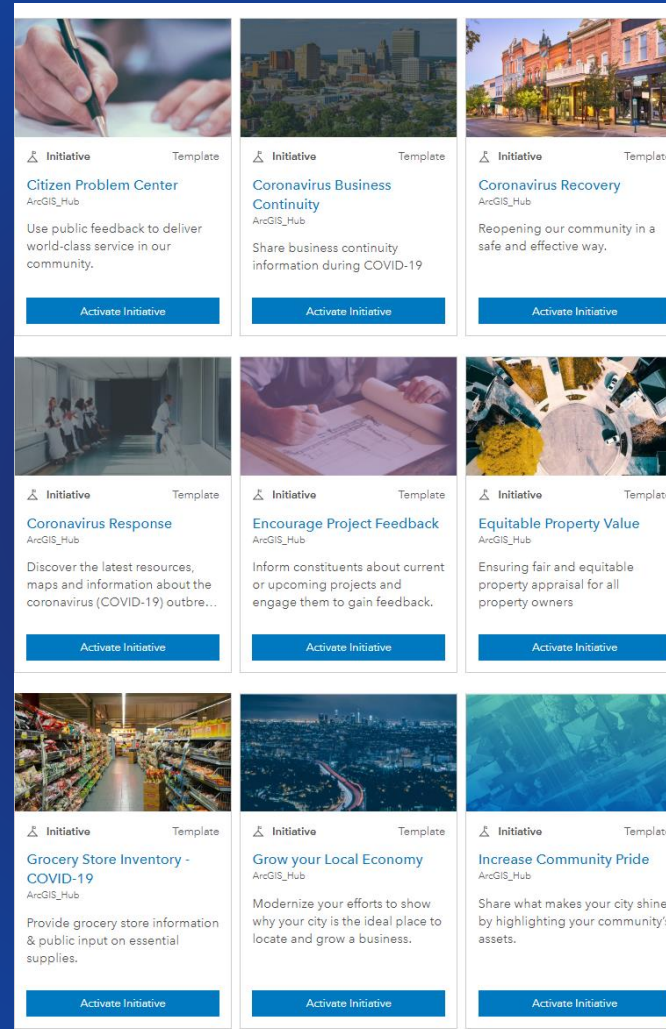 Initiative Template
Citizen Problem Center
ArcGIS_Hub
Use public feedback to deliver
world-class service in our
community.
Activate Initiative
Initiative Template
Coronavirus Business
Continuity
ArcGIS_Hub
Share business continuity
information during COVID-19
Activate Initiative
Initiative Template
Coronavirus Recovery
ArcGIS_Hub
Reopening our community in a
safe and effective way.
Activate Initiative
Initiative Template
Coronavirus Response
ArcGIS_Hub
Discover the latest resources,
maps and information about the
coronavirus (COVID-19) outbre...
Activate Initiative
Initiative Template
Encourage Project Feedback
ArcGIS_Hub
Inform constituents about current
or upcoming projects and
engage them to gain feedback.
Activate Initiative
Initiative Template
Equitable Property Value
ArcGIS_Hub
Ensuring fair and equitable
property appraisal for all
property owners
Activate Initiative
Initiative Template
Grocery Store Inventory -
COVID-19
ArcGIS_Hub
Provide grocery store information
& public input on essential
supplies.
Activate Initiative
Initiative Template
Grow your Local Economy
ArcGIS_Hub
Modernize your efforts to show
why your city is the ideal place to
locate and grow a business.
Activate Initiative
Initiative Template
Increase Community Pride
ArcGIS_Hub
Share what makes your city shine
by highlighting your community's
assets.
Activate Initiative